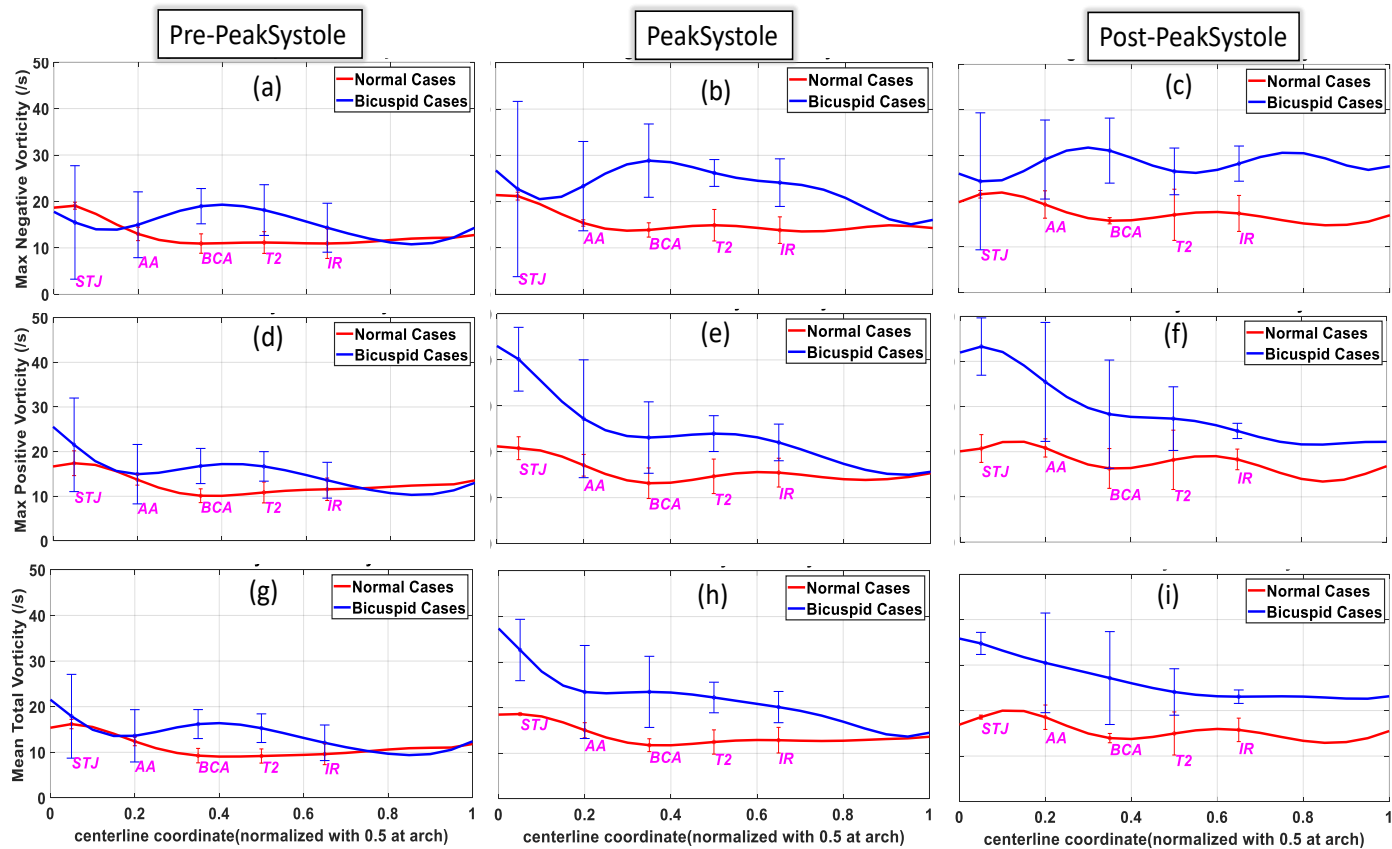 Pre-PeakSystole
PeakSystole
Post-PeakSystole
Max Negative Vorticity (/s)
50
40
30
20
10
0
(a)
Normal Cases
Bicuspid Cases
STJ
AA
BCA
T2
IR
(b)
Normal Cases
Bicuspid Cases
STJ
AA
BCA
T2
IR
(c)
Normal Cases
Bicuspid Cases
STJ
AA
BCA
T2
IR
Max Positive Vorticity (/s)
50
40
30
20
10
0
(d)
Normal Cases
Bicuspid Cases
STJ
AA
BCA
T2
IR
(e)
Normal Cases
Bicuspid Cases
STJ
AA
BCA
T2
IR
(f)
Normal Cases
Bicuspid Cases
STJ
AA
BCA
T2
IR
Mean Total Vorticity (/s)
50
40
30
20
10
0
(g)
Normal Cases
Bicuspid Cases
STJ
AA
BCA
T2
IR
0 0.2 0.4 0.6 0.8 1
centerline coordinate(normalized with 0.5 at arch)
(h)
Normal Cases
Bicuspid Cases
STJ
AA
BCA
T2
IR
0 0.2 0.4 0.6 0.8 1
centerline coordinate(normalized with 0.5 at arch)
(i)
Normal Cases
Bicuspid Cases
STJ
AA
BCA
T2
IR
0 0.2 0.4 0.6 0.8 1
centerline coordinate(normalized with 0.5 at arch)